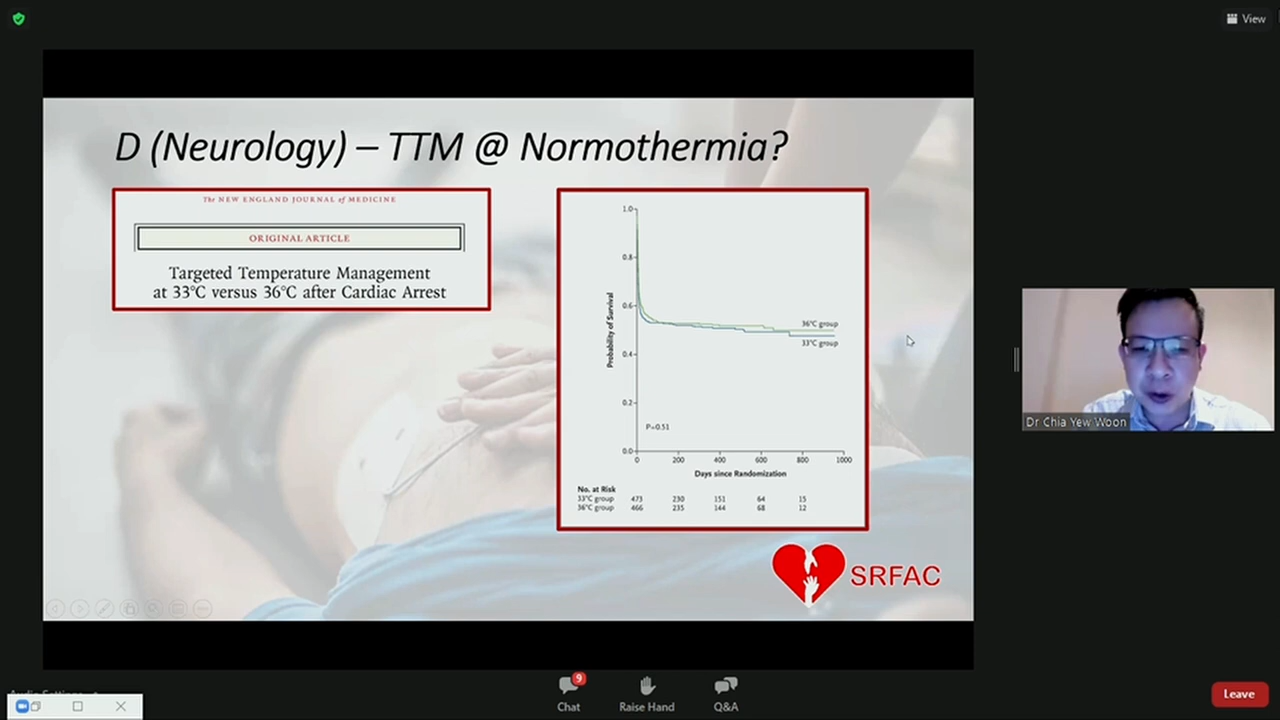 View
D (Neurology) – TTM @ Normothermia?
The NEW ENGLAND JOURNAL of MEDICINE
ORIGINAL ARTICLE
Targeted Temperature Management
at 33°C versus 36°C after Cardiac Arrest
1.0
0.8
0.6
0.4
0.2
0.0
Probability of Survival
36°C group
33°C group
P=0.51
0 200 400 600 800 1000
Days since Randomization
No. at Risk
33°C group 473 230 151 64 15
36°C group 466 235 144 68 12
SRFAC
Dr Chia Yew Woon
9
Chat
Raise Hand
Q&A
Leave